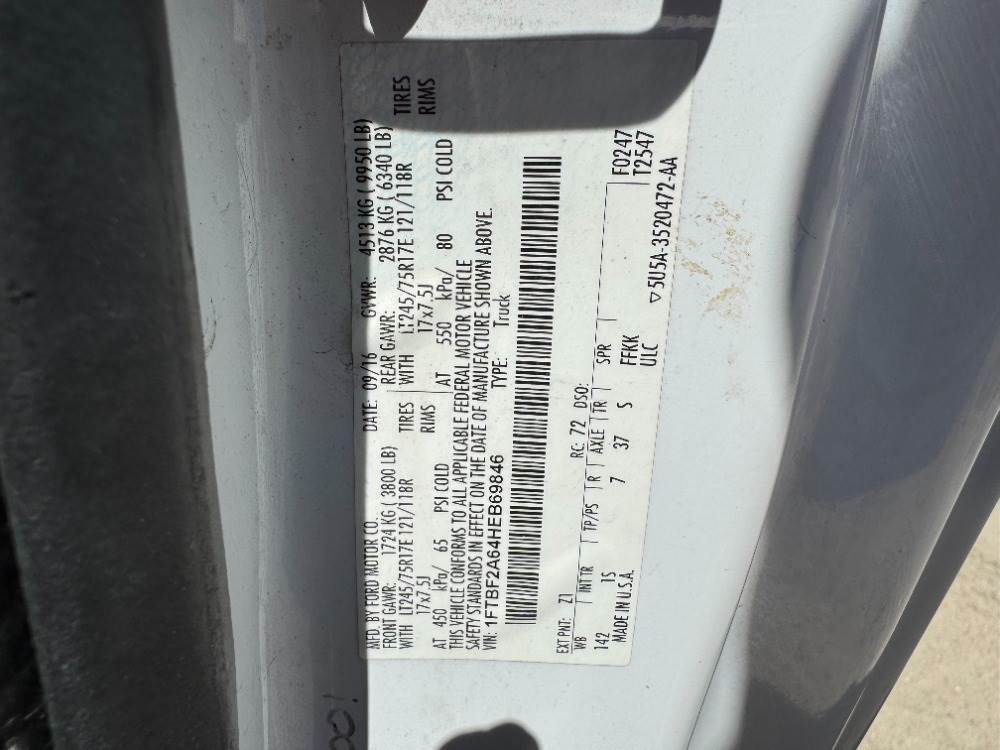 MFD. BY FORD MOTOR CO.
DATE: 09/16 GVWR: 4513 KG ( 9950 LB)
FRONT GAWR: 1724 KG ( 3800 LB)
REAR GAWR: 2876 KG ( 6340 LB)
WITH LT245/75R17E 121/118R TIRES
WITH LT245/75R17E 121/118R TIRES
17x7.5J RIMS
17x7.5J RIMS
AT 450 kPa/ 65 PSI COLD
AT 550 kPa/ 80 PSI COLD
THIS VEHICLE CONFORMS TO ALL APPLICABLE FEDERAL MOTOR VEHICLE
SAFETY STANDARDS IN EFFECT ON THE DATE OF MANUFACTURE SHOWN ABOVE.
VIN: 1FTBF2A64HEB69846 TYPE: Truck
EXT PNT: Z1 RC: 72 DSO: F0247
WB INT TR TP/PS R AXLE TR SPR T2547
142 1S 7 37 S FFKK
MADE IN U.S.A. ULC
5U5A-3520472-AA
00!